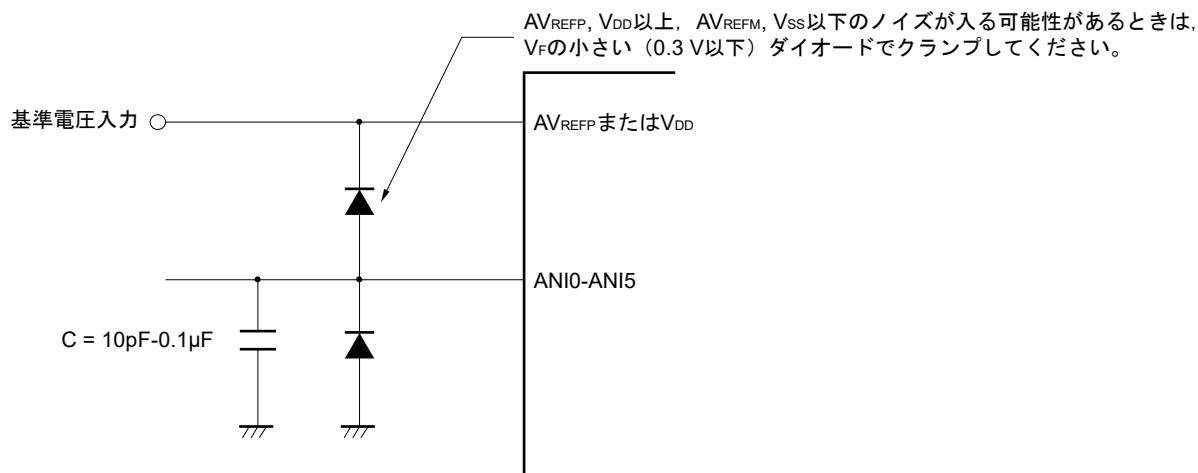 AVREFP, VDD以上, AVREFM, VSS以下のノイズが入る可能性があるときは,
VFの小さい（0.3 V以下）ダイオードでクランプしてください。
基準電圧入力
AVREFPまたはVDD
ANI0-ANI5
C = 10pF-0.1µF